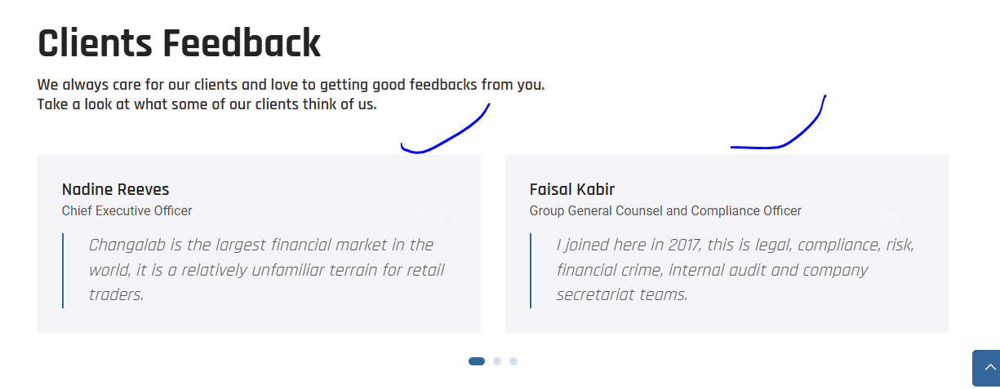 Clients Feedback
We always care for our clients and love to getting good feedbacks from you.
Take a look at what some of our clients think of us.
Nadine Reeves
Chief Executive Officer
Changalab is the largest financial market in the
world, it is a relatively unfamiliar terrain for retail
traders.
Faisal Kabir
Group General Counsel and Compliance Officer
I joined here in 2017, this is legal, compliance, risk,
financial crime, internal audit and company
secretariat teams.